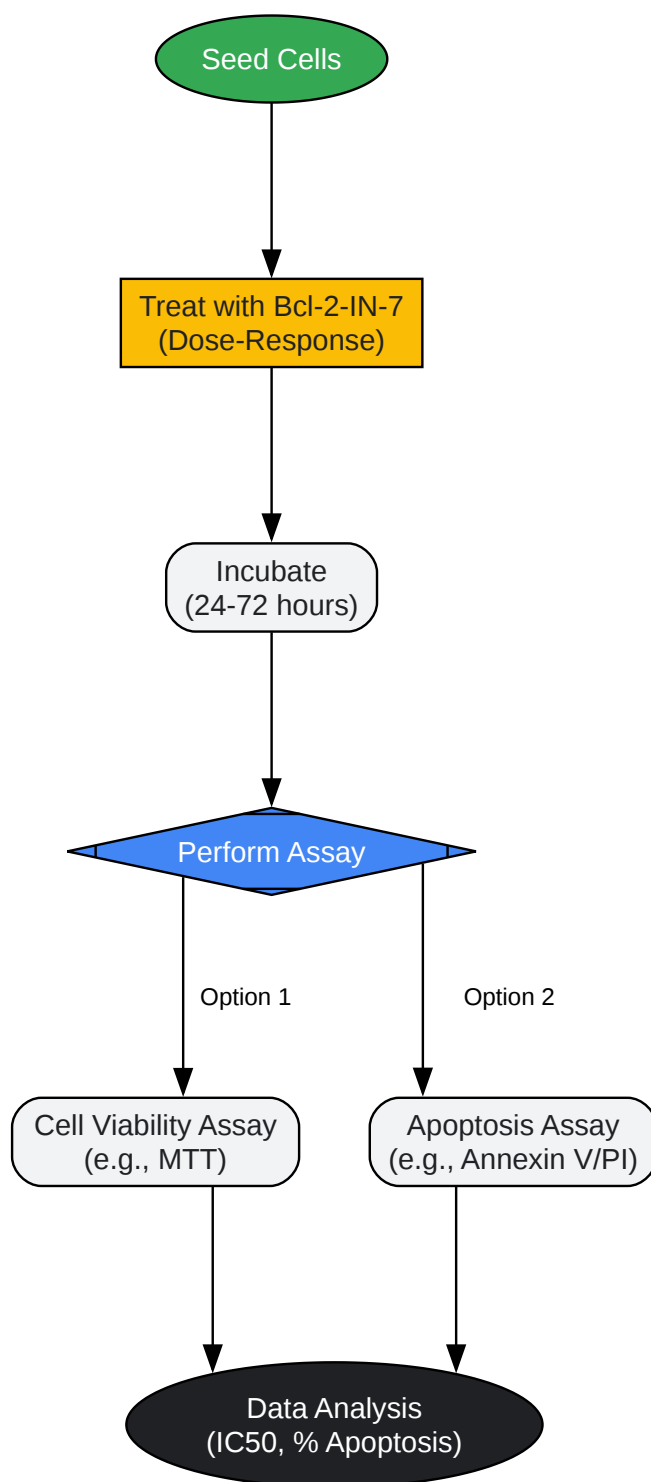 Seed Cells
Treat with Bcl-2-IN-7
(Dose-Response)
Incubate
(24-72 hours)
Perform Assay
Option 1
Option 2
Cell Viability Assay
(e.g., MTT)
Apoptosis Assay
(e.g., Annexin V/PI)
Data Analysis
(IC50, % Apoptosis)